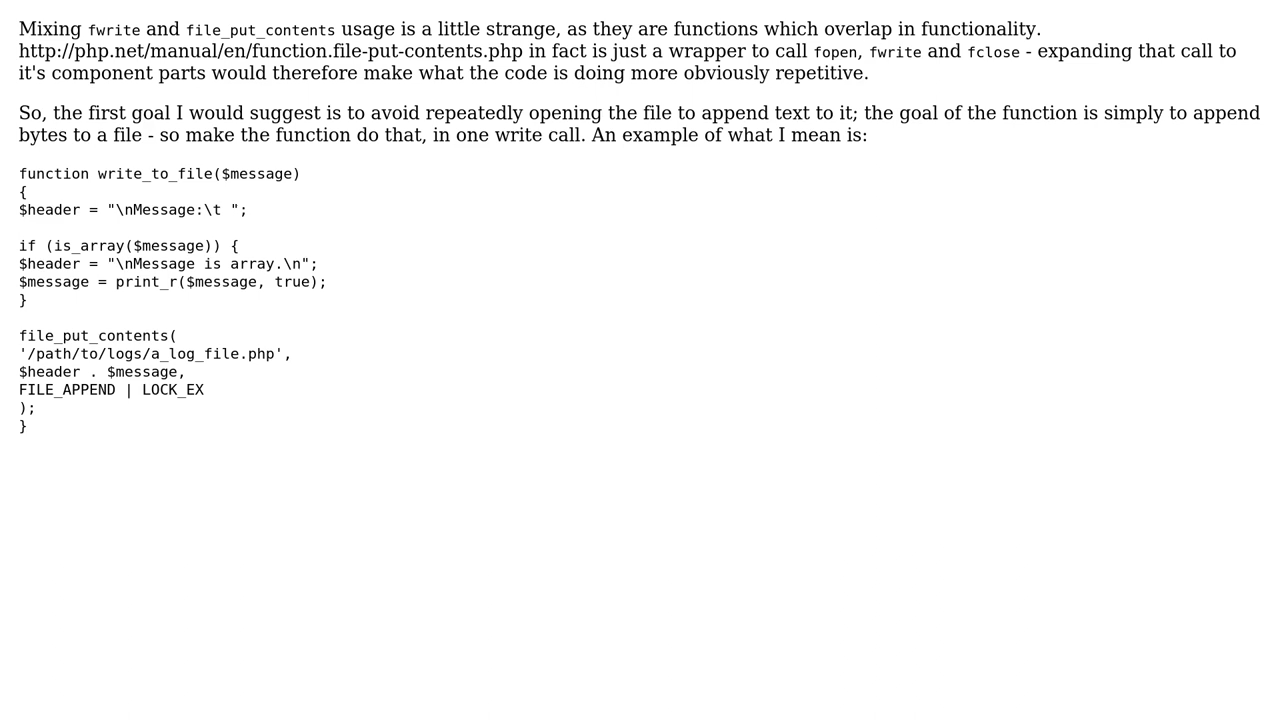 Mixing fwrite and file_put_contents usage is a little strange, as they are functions which overlap in functionality.
http://php.net/manual/en/function.file-put-contents.php in fact is just a wrapper to call fopen, fwrite and fclose - expanding that call to
it's component parts would therefore make what the code is doing more obviously repetitive.
So, the first goal I would suggest is to avoid repeatedly opening the file to append text to it; the goal of the function is simply to append
bytes to a file - so make the function do that, in one write call. An example of what I mean is:
function write_to_file($message)
{
$header = "\nMessage:\t ";
if (is_array($message)) {
$header = "\nMessage is array.\n";
$message = print_r($message, true);
}
file_put_contents(
'/path/to/logs/a_log_file.php',
$header . $message,
FILE_APPEND | LOCK_EX
);
}